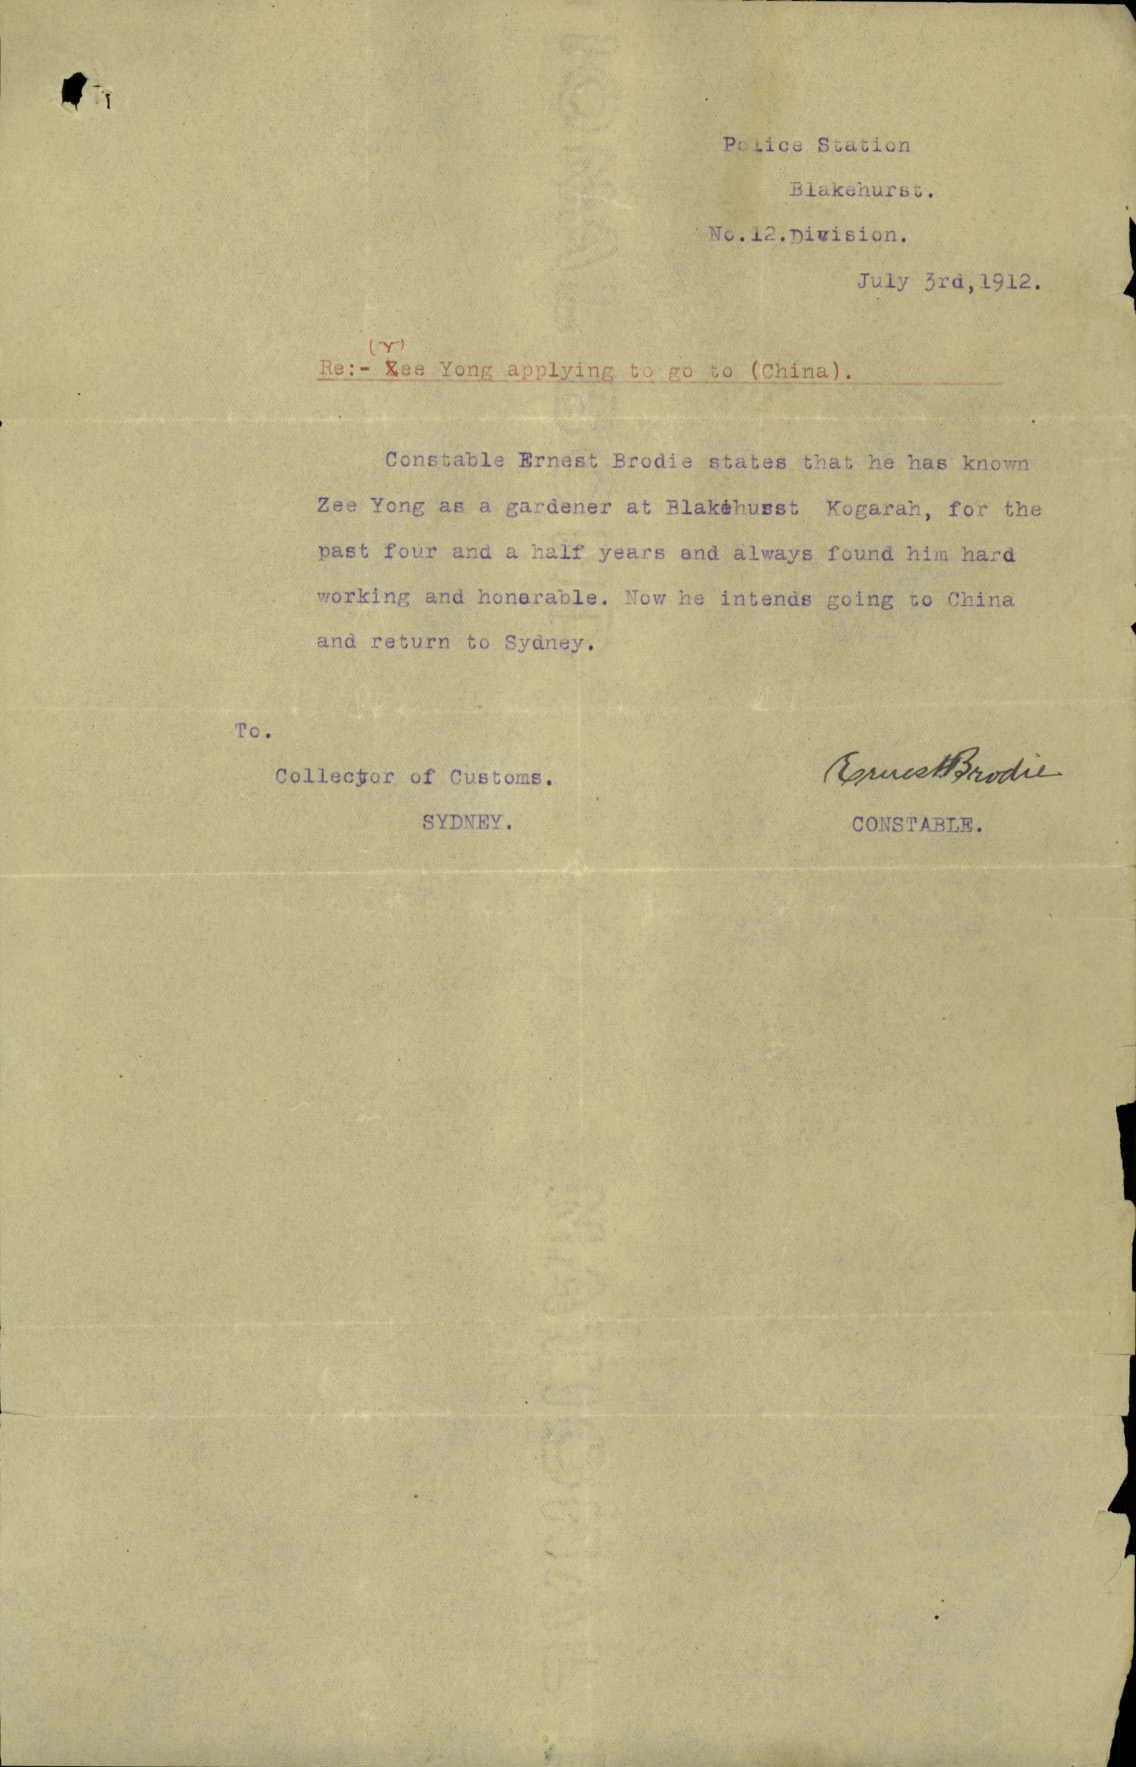 Police Station
Blakehurst.
No.12.Division.
July 3rd,1912.
(Y)
Re:- Zee Yong applying to go to (China).
Constable Ernest Brodie states that he has known
Zee Yong as a gardener at Blakehurst Kogarah, for the
past four and a half years and always found him hard
working and honorable. Now he intends going to China
and return to Sydney.
To.
Collector of Customs.
SYDNEY.
Ernest Brodie
CONSTABLE.